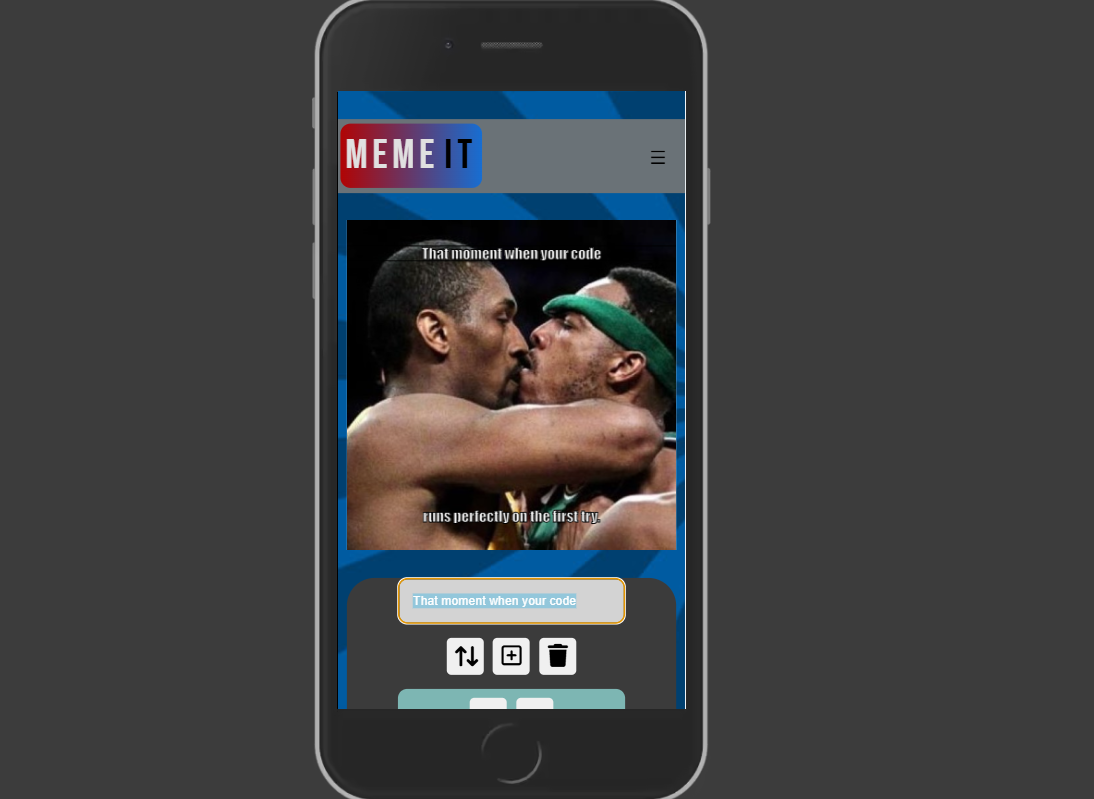 MEME IT
That moment when your code
runs perfectly on the first try.
That moment when your code